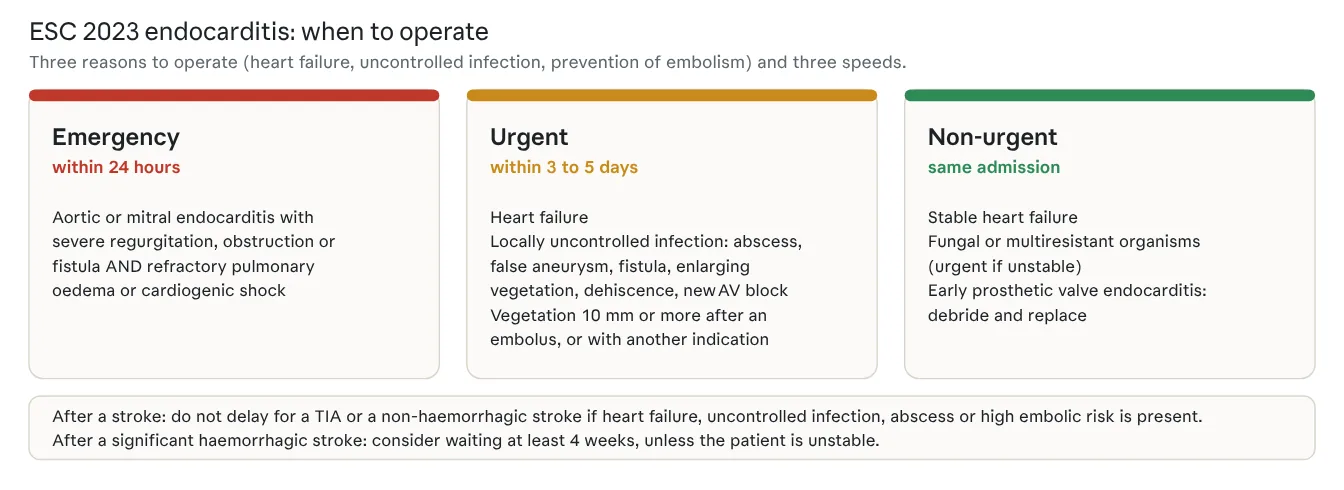 ESC 2023 endocarditis: when to operate
Three reasons to operate (heart failure, uncontrolled infection, prevention of embolism) and three speeds.
Emergency
within 24 hours
Aortic or mitral endocarditis with
severe regurgitation, obstruction or
fistula AND refractory pulmonary
oedema or cardiogenic shock
Urgent
within 3 to 5 days
Heart failure
Locally uncontrolled infection: abscess,
false aneurysm, fistula, enlarging
vegetation, dehiscence, new AV block
Vegetation 10 mm or more after an
embolus, or with another indication
Non-urgent
same admission
Stable heart failure
Fungal or multiresistant organisms
(urgent if unstable)
Early prosthetic valve endocarditis:
debride and replace
After a stroke: do not delay for a TIA or a non-haemorrhagic stroke if heart failure, uncontrolled infection, abscess or high embolic risk is present.
After a significant haemorrhagic stroke: consider waiting at least 4 weeks, unless the patient is unstable.